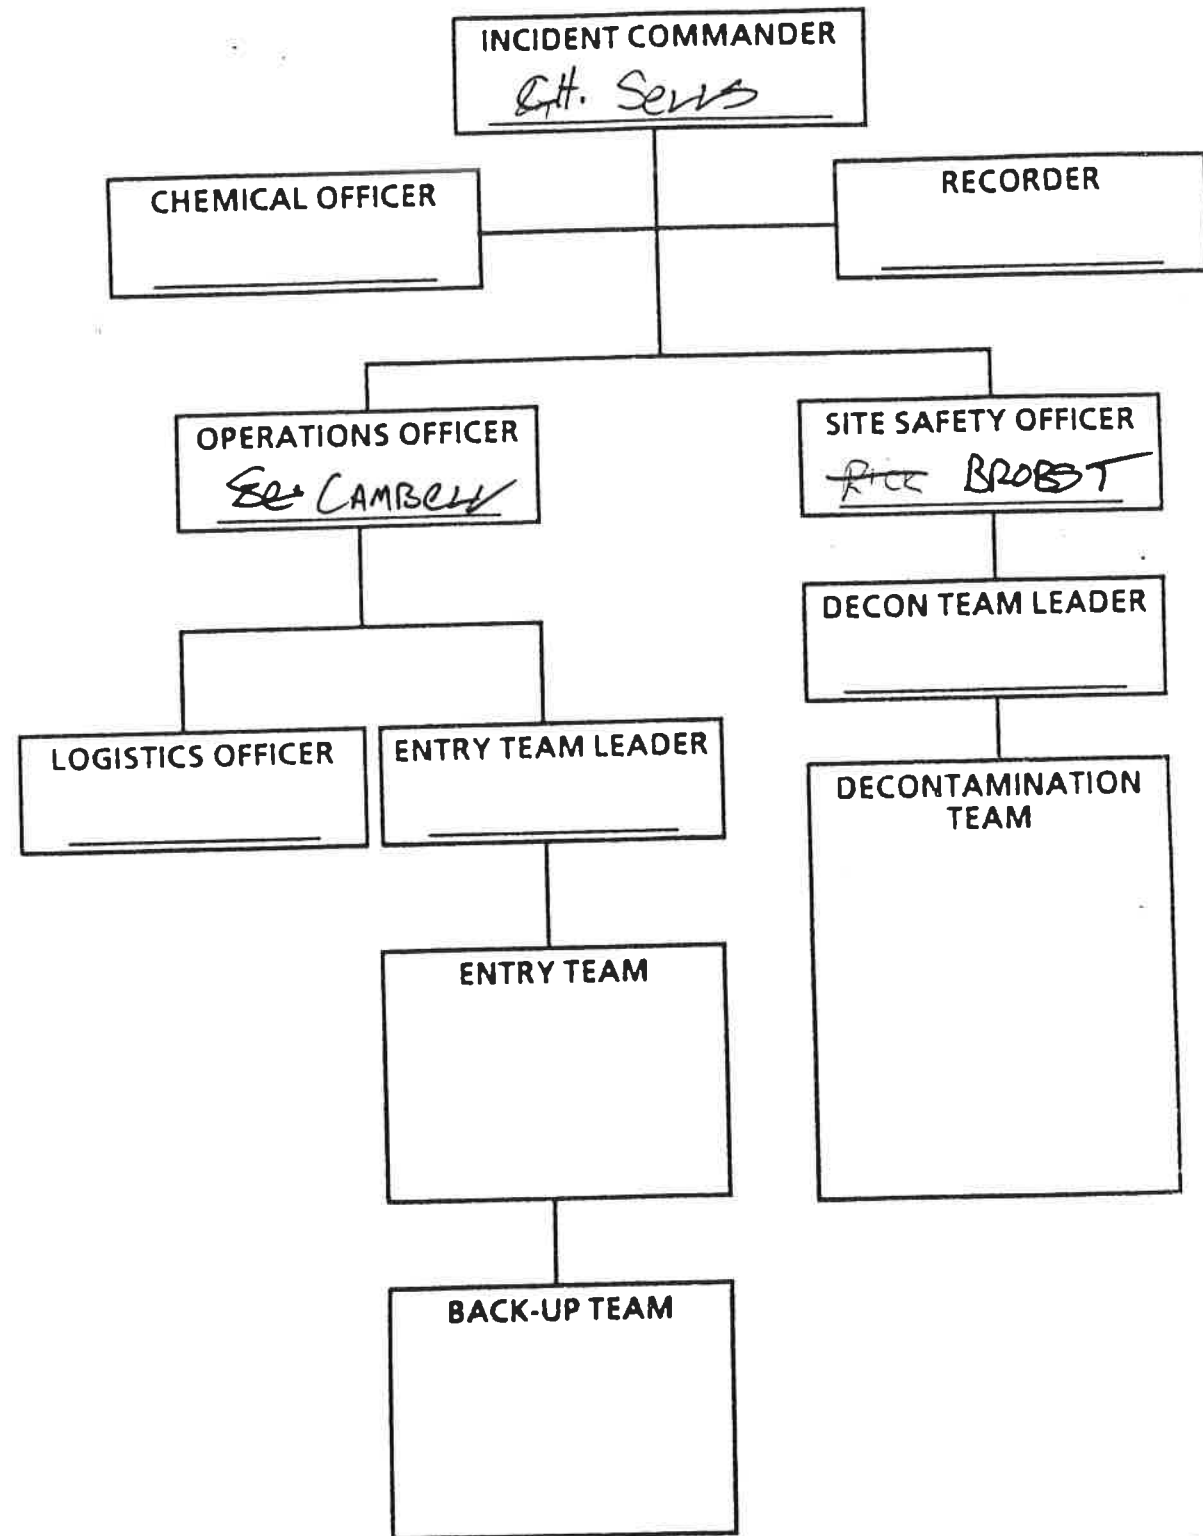 INCIDENT COMMANDER
CHEMICAL OFFICER
RECORDER
OPERATIONS OFFICER
CAMBELL
SITE SAFETY OFFICER
Rick BROBST
DECON TEAM LEADER
LOGISTICS OFFICER
ENTRY TEAM LEADER
DECONTAMINATION
TEAM
ENTRY TEAM
BACK-UP TEAM